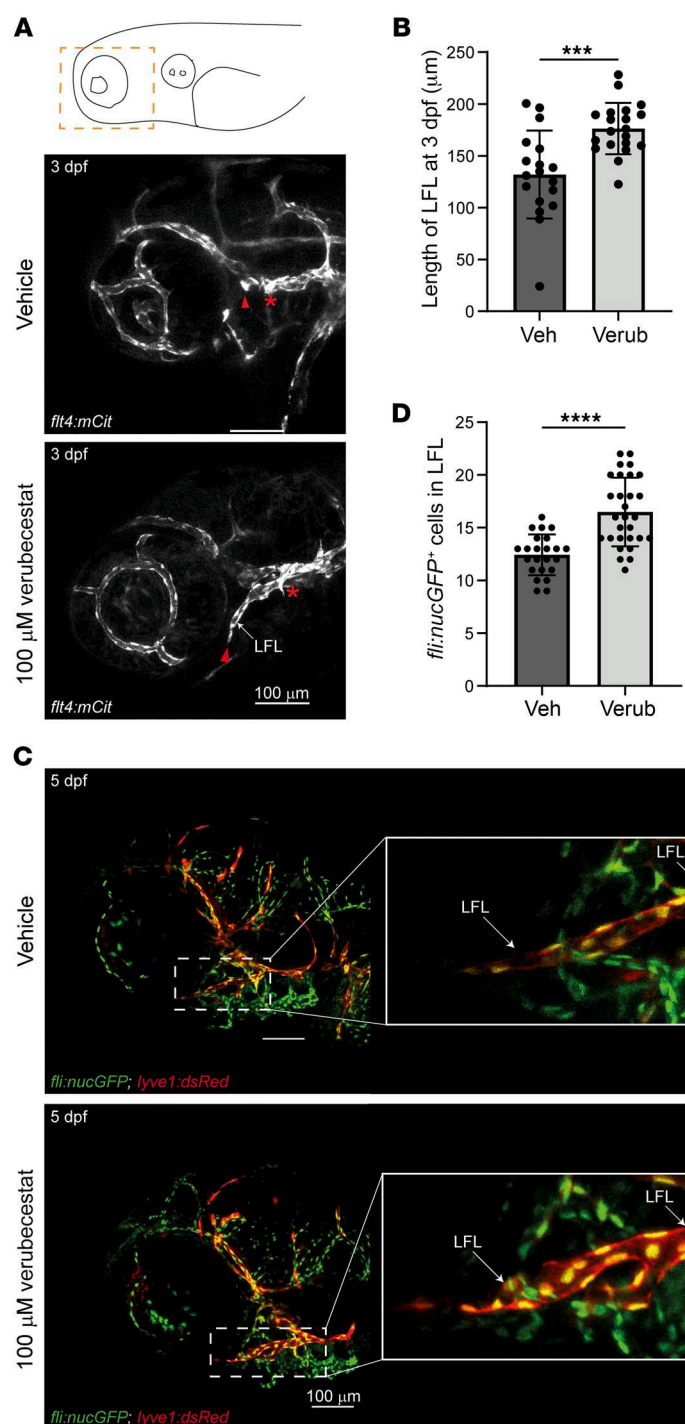 A
3 dpf
Vehicle
flt4:mCit
3 dpf
100 μM verubecestat
*
*
LFL
100 μm
flt4:mCit
B
***
Length of LFL at 3 dpf (μm)
250
200
150
100
50
0
Veh
Verub
D
****
fli:nucGFP+ cells in LFL
25
20
15
10
5
0
Veh
Verub
C
5 dpf
Vehicle
LFL
LFL
fli:nucGFP; lyve1:dsRed
5 dpf
100 μM verubecestat
LFL
LFL
100 μm
fli:nucGFP; lyve1:dsRed